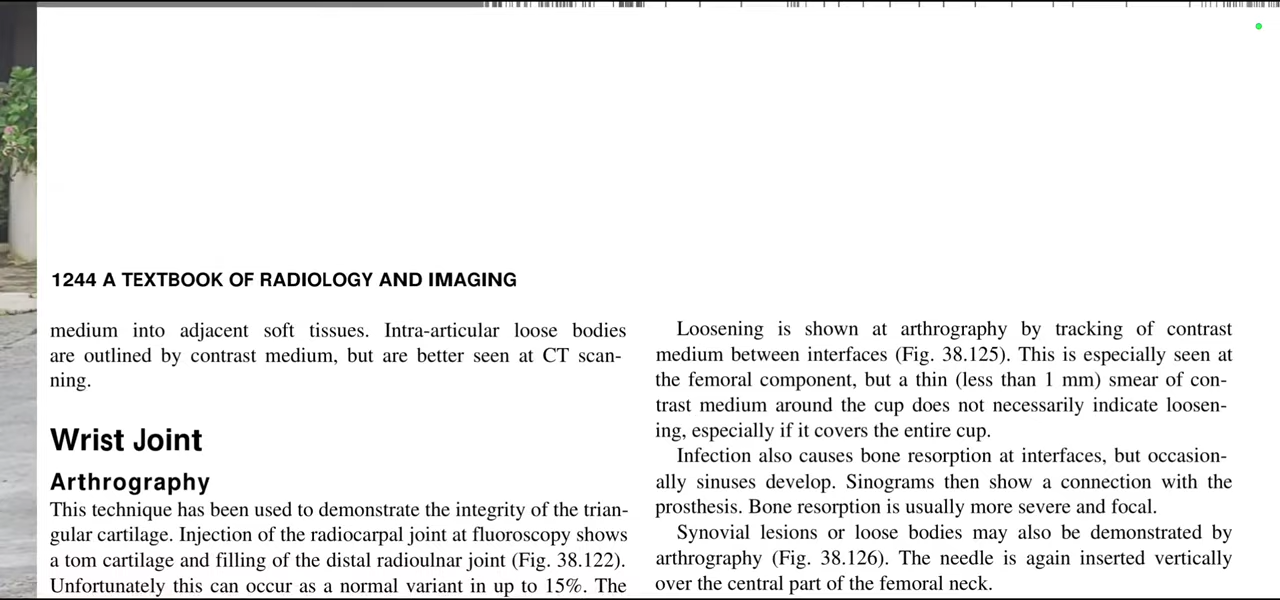 1244 A TEXTBOOK OF RADIOLOGY AND IMAGING
medium into adjacent soft tissues. Intra-articular loose bodies
are outlined by contrast medium, but are better seen at CT scan-
ning.
Wrist Joint
Arthrography
This technique has been used to demonstrate the integrity of the trian-
gular cartilage. Injection of the radiocarpal joint at fluoroscopy shows
a tom cartilage and filling of the distal radioulnar joint (Fig. 38.122).
Unfortunately this can occur as a normal variant in up to 15%. The
Loosening is shown at arthrography by tracking of contrast
medium between interfaces (Fig. 38.125). This is especially seen at
the femoral component, but a thin (less than 1 mm) smear of con-
trast medium around the cup does not necessarily indicate loosen-
ing, especially if it covers the entire cup.
Infection also causes bone resorption at interfaces, but occasion-
ally sinuses develop. Sinograms then show a connection with the
prosthesis. Bone resorption is usually more severe and focal.
Synovial lesions or loose bodies may also be demonstrated by
arthrography (Fig. 38.126). The needle is again inserted vertically
over the central part of the femoral neck.